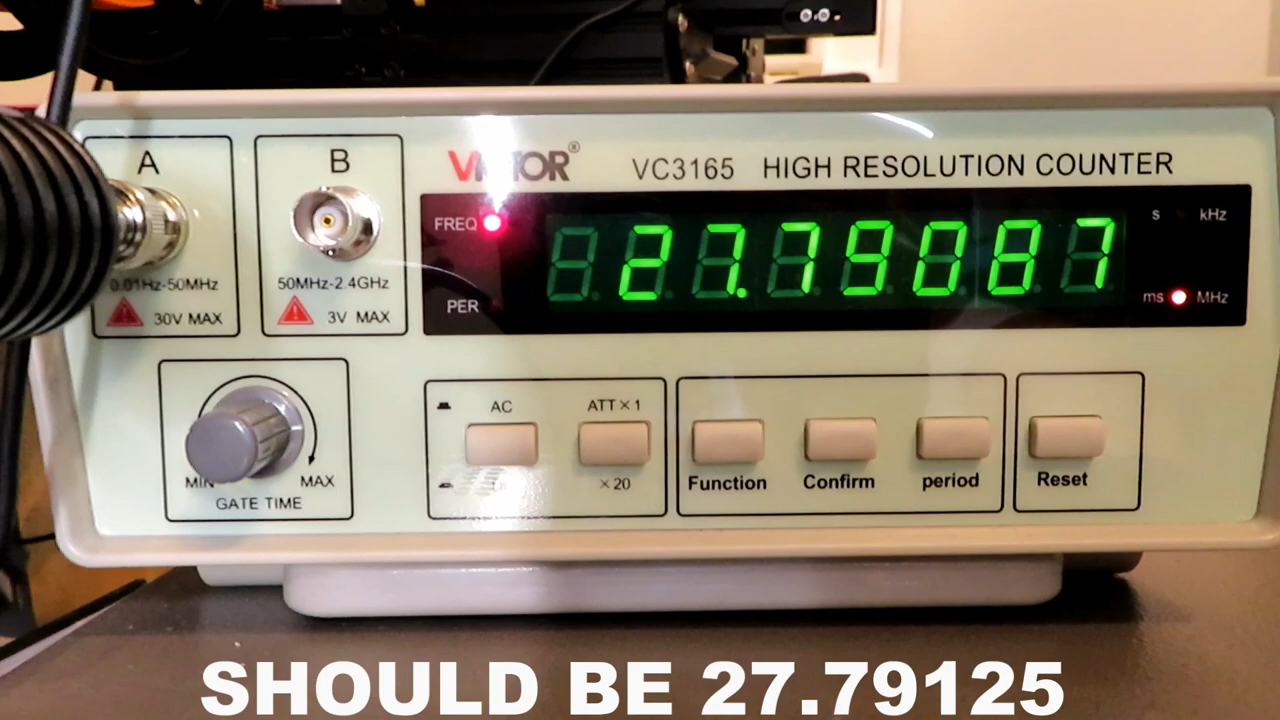 A
B
VICTOR®
VC3165 HIGH RESOLUTION COUNTER
FREQ
27.79087
s
kHz
PER
ms
MHz
0.01Hz-50MHz
50MHz-2.4GHz
30V MAX
3V MAX
AC
ATT×1
×20
MIN
MAX
GATE TIME
Function
Confirm
period
Reset
SHOULD BE 27.79125